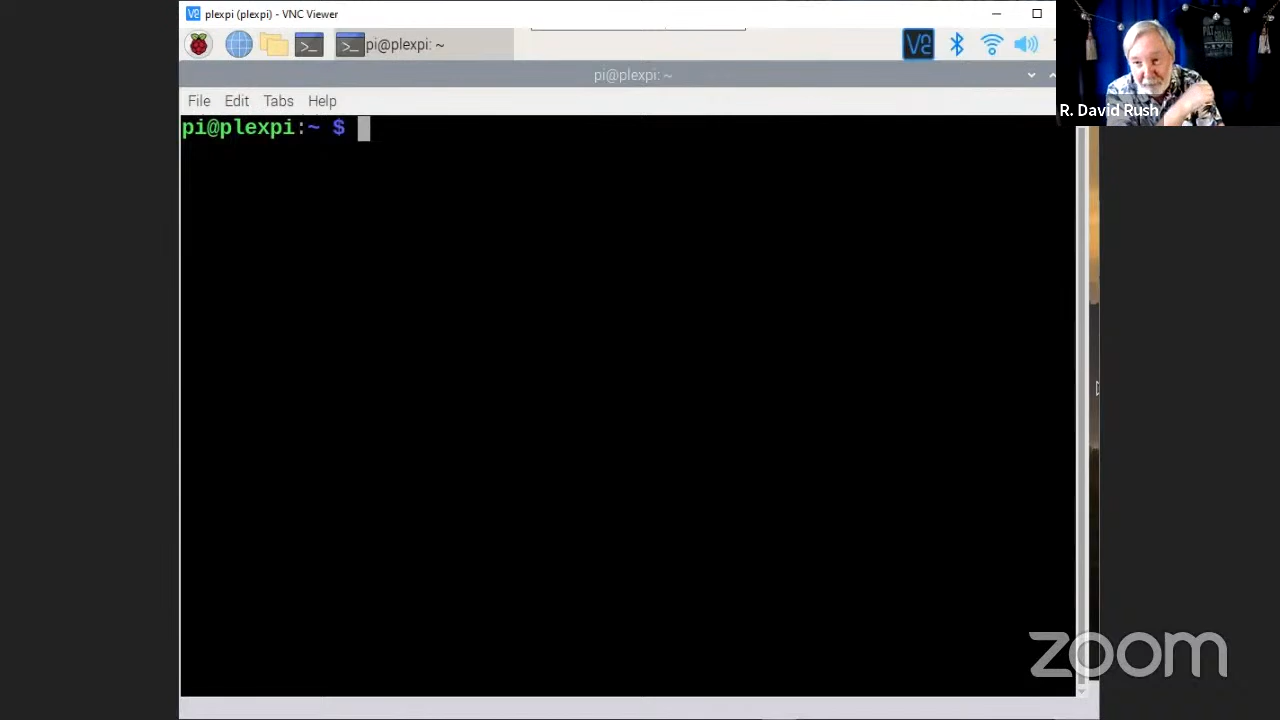 plexpi (plexpi) - VNC Viewer
pi@plexpi: ~
pi@plexpi: ~
File Edit Tabs Help
pi@plexpi:~ $
R. David Rush
zoom